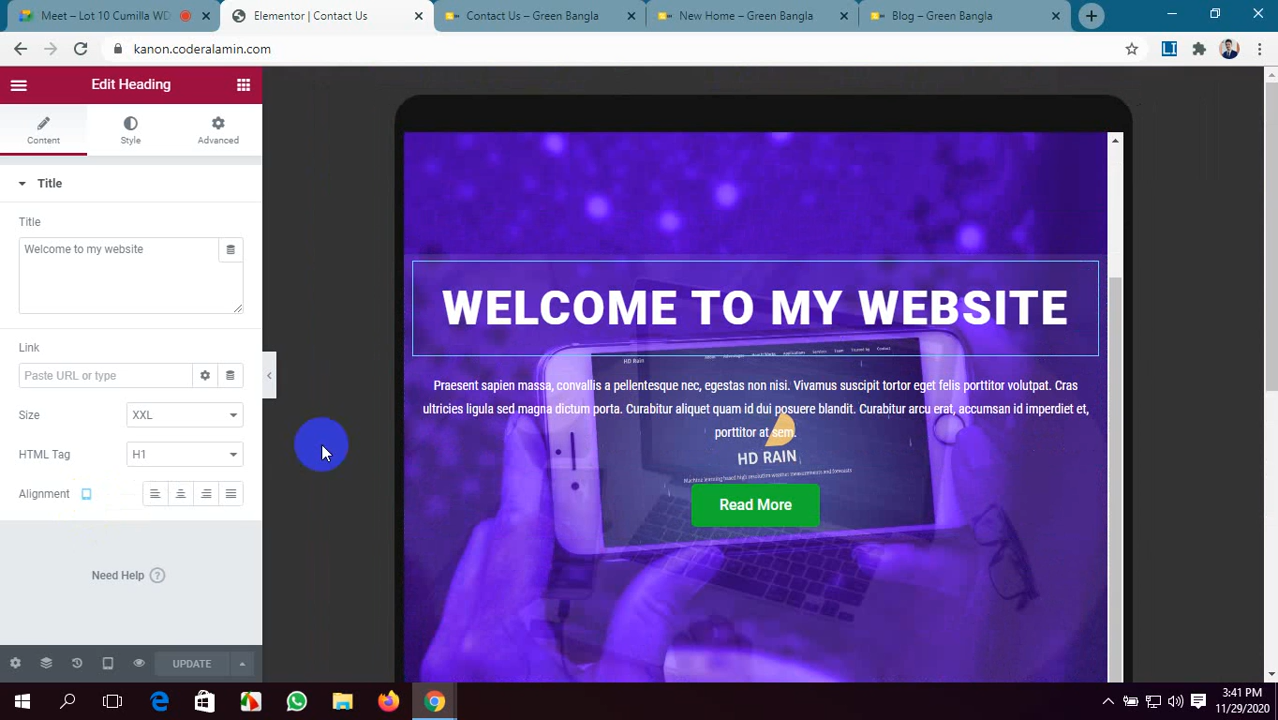 Meet – Lot 10 Cumilla WD
Elementor | Contact Us
Contact Us – Green Bangla
New Home – Green Bangla
Blog – Green Bangla
kanon.coderalamin.com
LI
Edit Heading
Content
Style
Advanced
Title
Title
Welcome to my website
Link
Paste URL or type
Size
XXL
HTML Tag
H1
Alignment
Need Help
UPDATE
WELCOME TO MY WEBSITE
HD Rain
Praesent sapien massa, convallis a pellentesque nec, egestas non nisi. Vivamus suscipit tortor eget felis porttitor volutpat. Cras
ultricies ligula sed magna dictum porta. Curabitur aliquet quam id dui posuere blandit. Curabitur arcu erat, accumsan id imperdiet et,
porttitor at sem.
HD RAIN
Read More
3:41 PM
11/29/2020